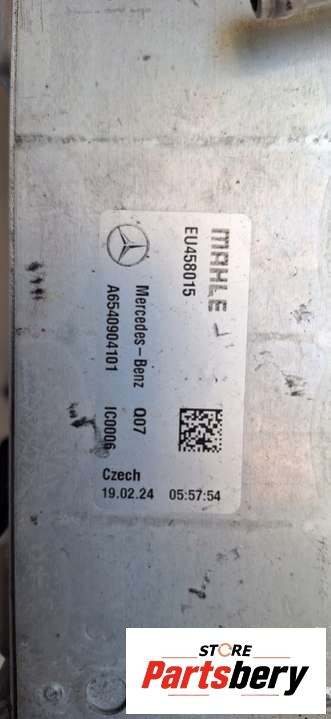 MAHLE
EU458015
Mercedes-Benz Q07
A6540904101 IC0006
Czech
19.02.24 05:57:54
STORE
Partsbery